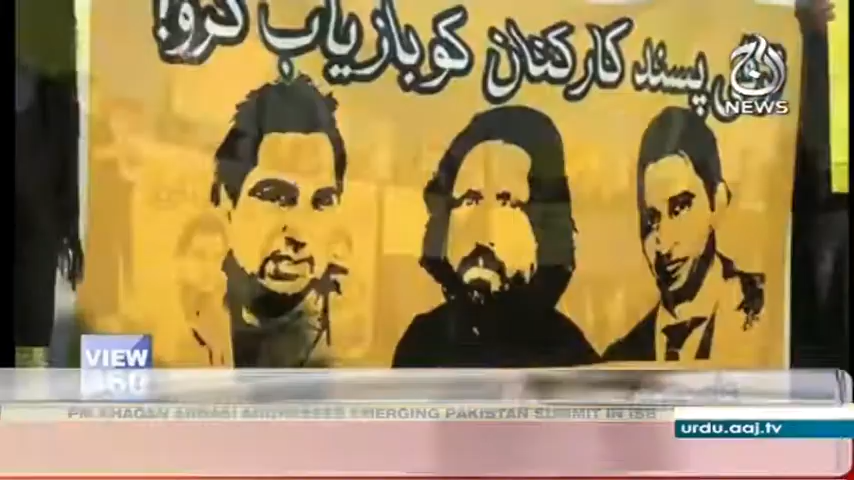 پسند کارکنان کو بازیاب کرو!
آج
NEWS
VIEW
360
PM KHAQAN ABBASI ADDRESSES EMERGING PAKISTAN SUMMIT IN ISB
urdu.aaj.tv